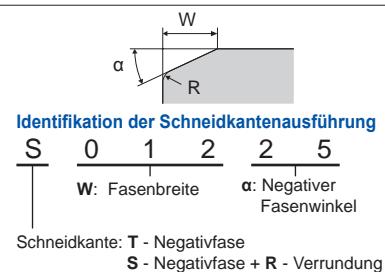 W
α
R
Identifikation der Schneidkantenausführung
S 0 1 2 2 5
W: Fasenbreite α: Negativer
Fasenwinkel
Schneidkante: T - Negativfase
S - Negativfase + R - Verrundung